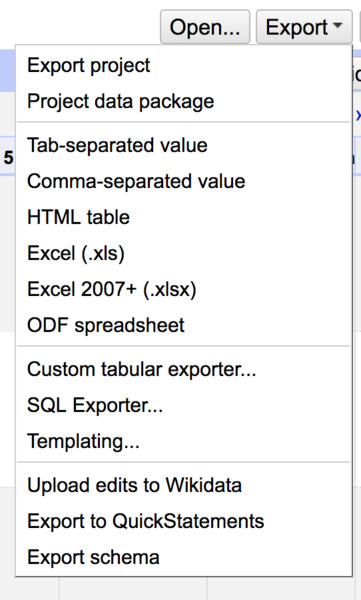 Open... Export
Export project
Project data package
5
Tab-separated value
Comma-separated value
HTML table
Excel (.xls)
Excel 2007+ (.xlsx)
ODF spreadsheet
Custom tabular exporter...
SQL Exporter...
Templating...
Upload edits to Wikidata
Export to QuickStatements
Export schema